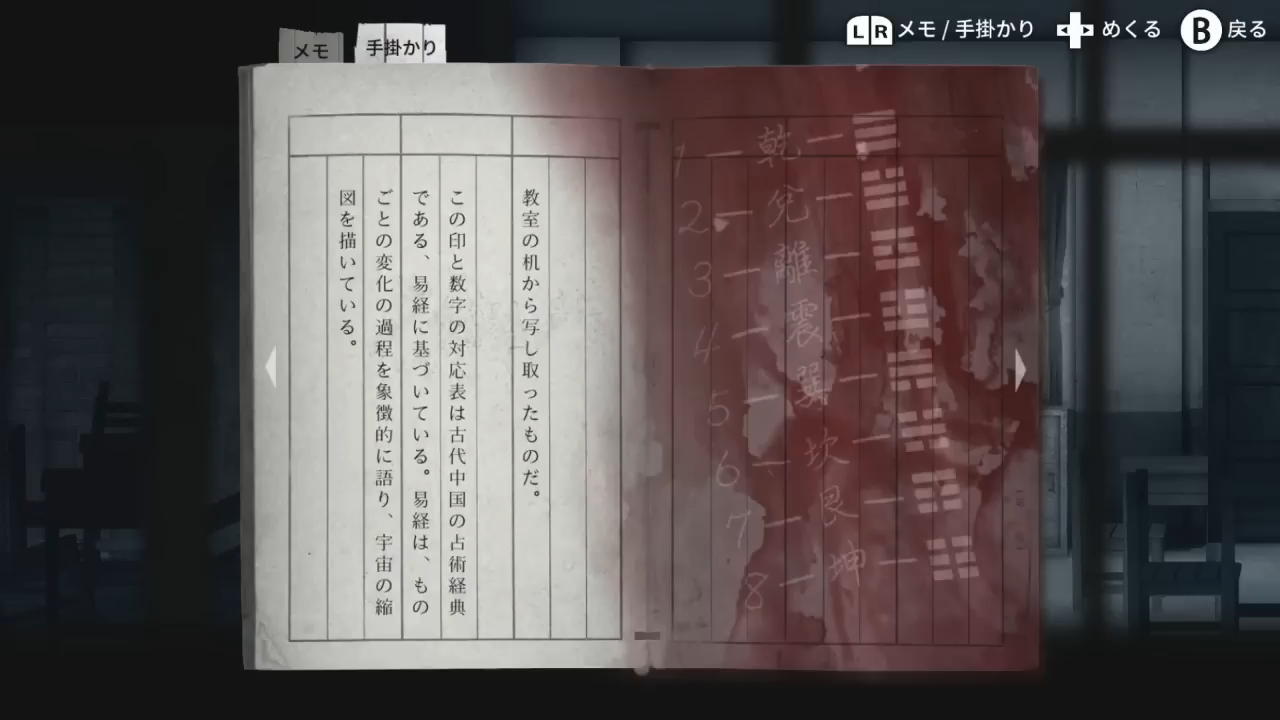 メモ
手掛かり
LR メモ / 手掛かり
めくる
B 戻る
教室の机から写し取ったものだ。
この印と数字の対応表は古代中国の占術経典
である、易経に基づいている。易経は、もの
ごとの変化の過程を象徴的に語り、宇宙の縮
図を描いている。
1 — 乾 — ☰
2 — 兌 — ☱
3 — 離 — ☲
4 — 震 — ☳
5 — 巽 — ☴
6 — 坎 — ☵
7 — 艮 — ☶
8 — 坤 — ☷